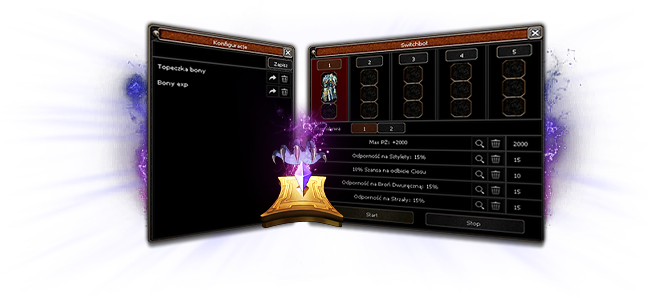 Konfiguracje
Zapisz
Topeczka bony
Bony exp
Switchbot
1
2
3
4
5
1
2
Max PŻ: +2000
2000
Odporność na Sztylety: 15%
15
10% Szansa na odbicie Ciosu
10
Odporność na Broń Dwuręczną: 15%
15
Odporność na Strzały: 15%
15
Start
Stop